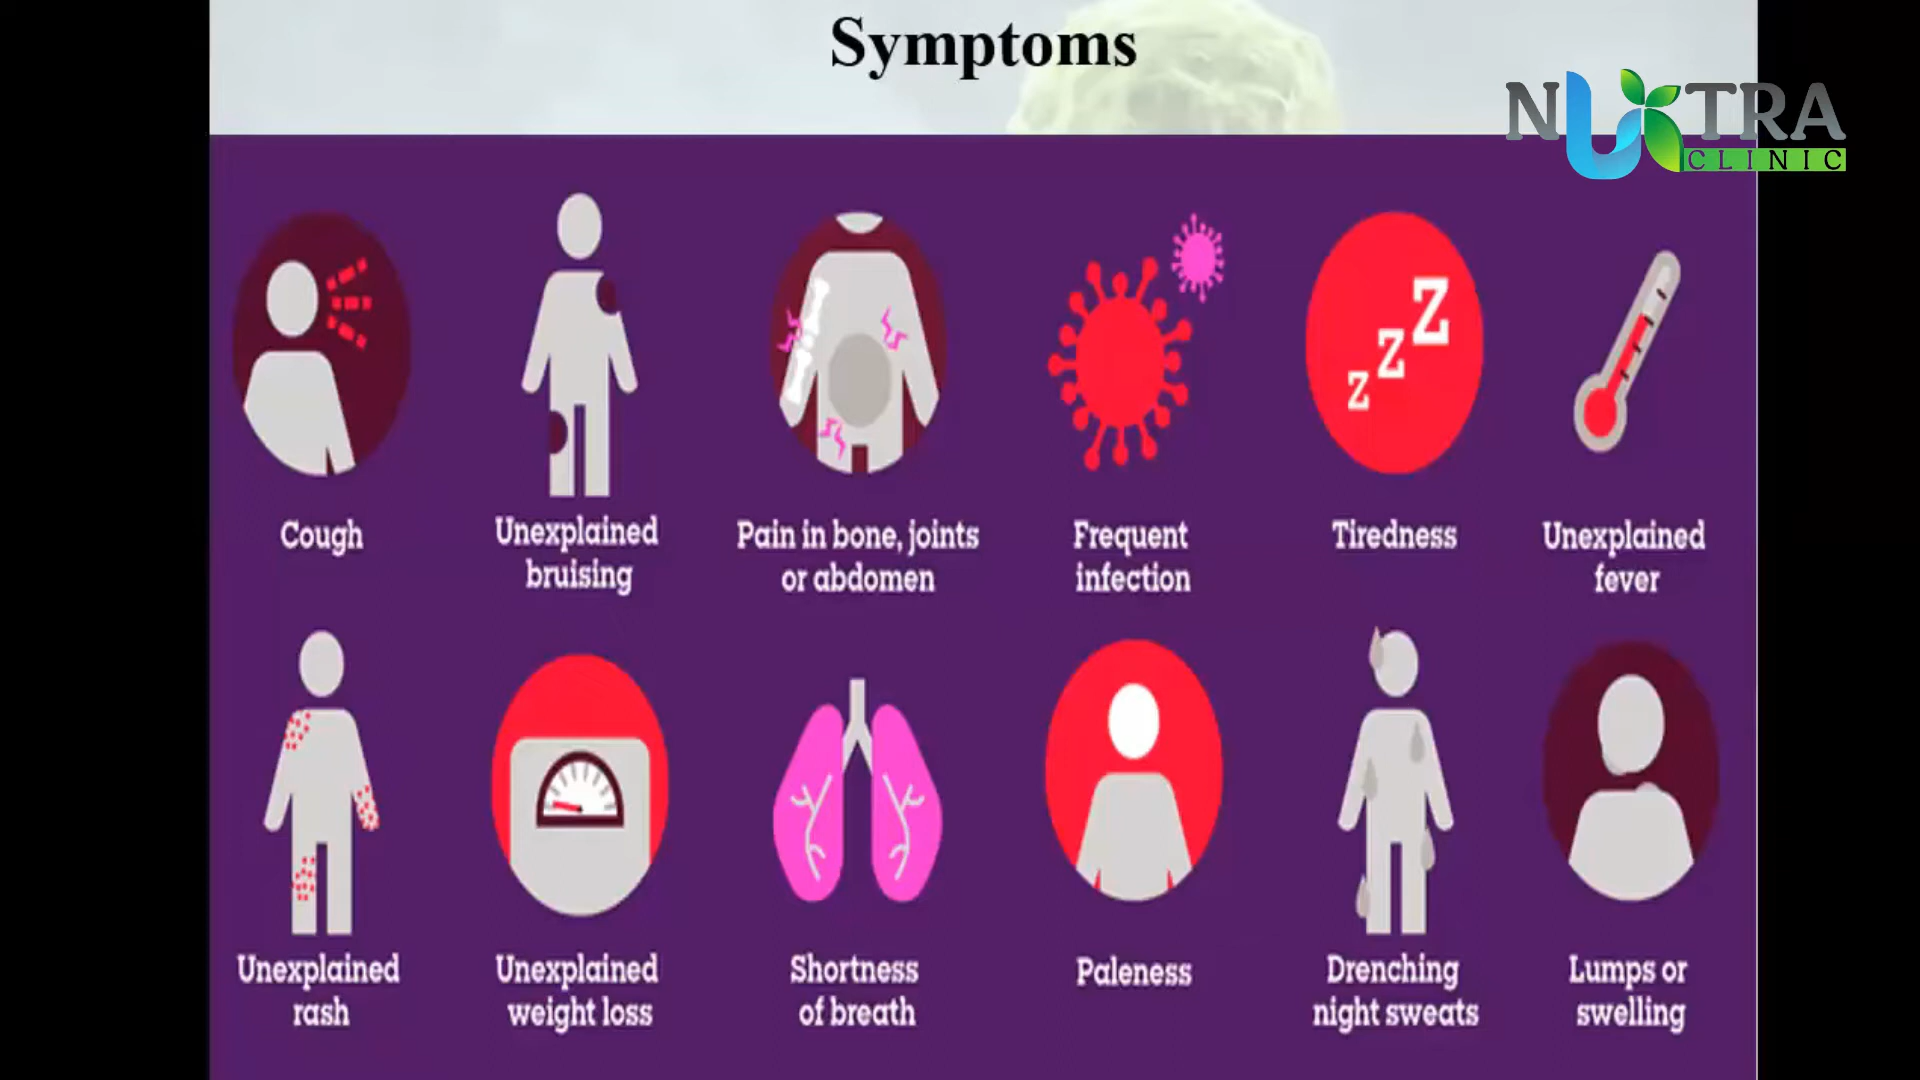 Symptoms
NUTRA
CLINIC
z z Z
Cough
Unexplained
bruising
Pain in bone, joints
or abdomen
Frequent
infection
Tiredness
Unexplained
fever
Unexplained
rash
Unexplained
weight loss
Shortness
of breath
Paleness
Drenching
night sweats
Lumps or
swelling